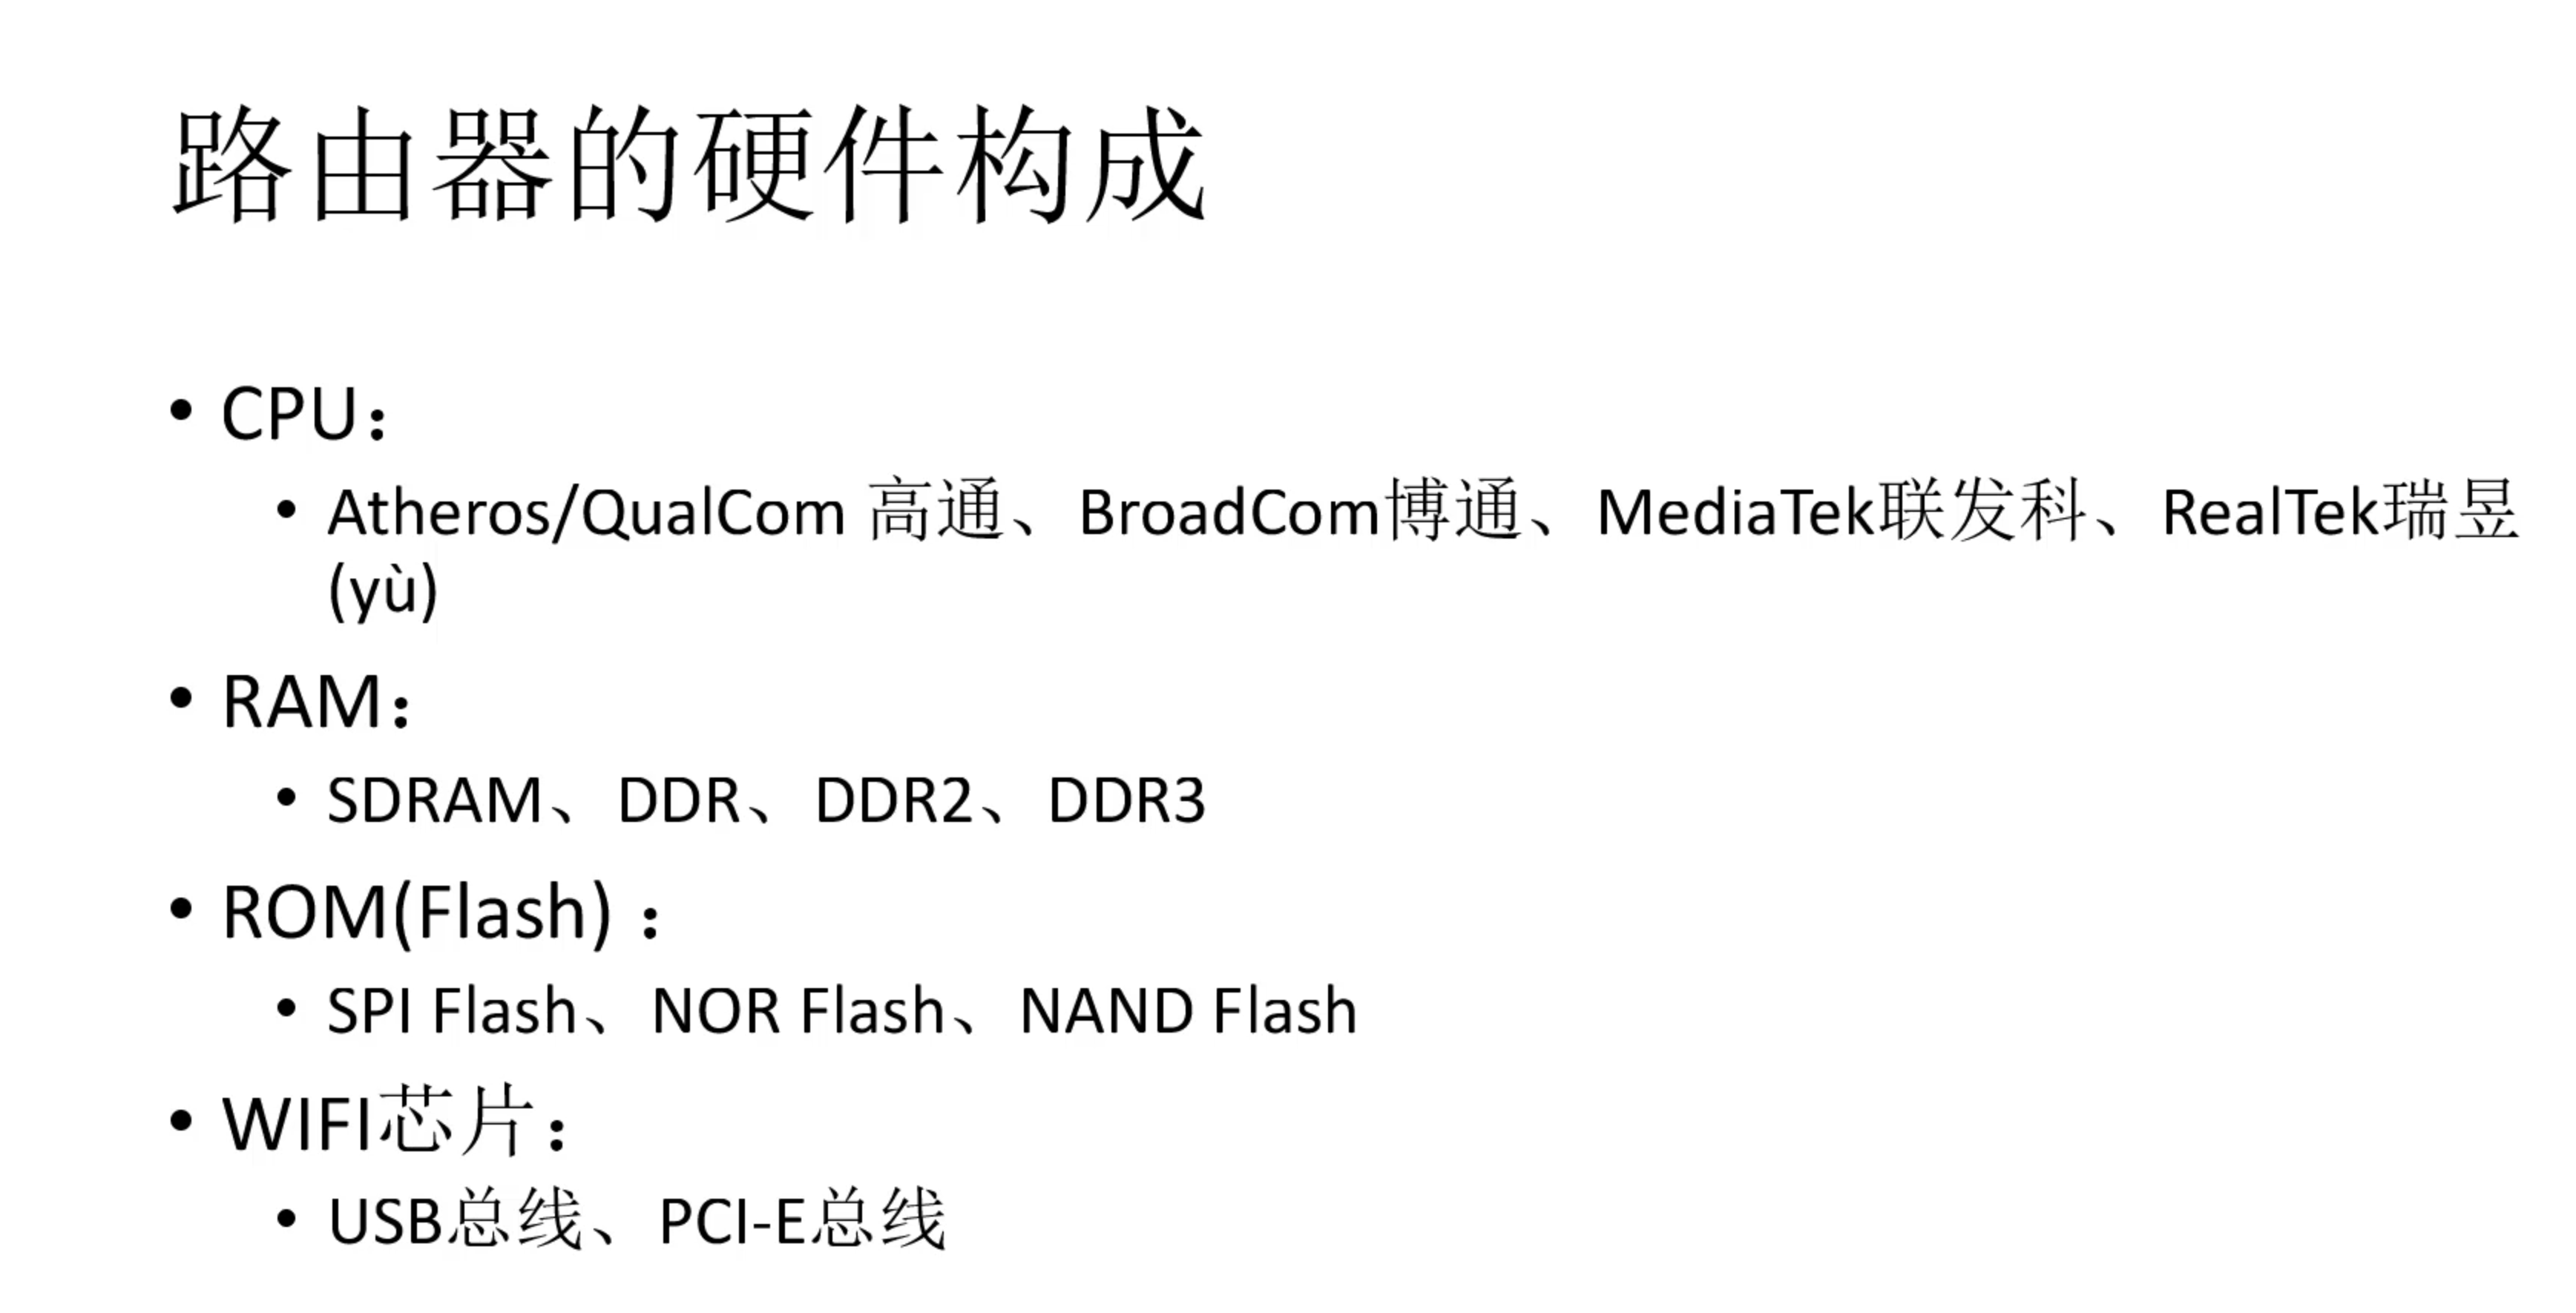 路由器的硬件构成
• CPU：
• Atheros/QualCom 高通、BroadCom博通、MediaTek联发科、RealTek瑞昱
(yù)
• RAM：
• SDRAM、DDR、DDR2、DDR3
• ROM(Flash)：
• SPI Flash、NOR Flash、NAND Flash
• WIFI芯片：
• USB总线、PCI-E总线